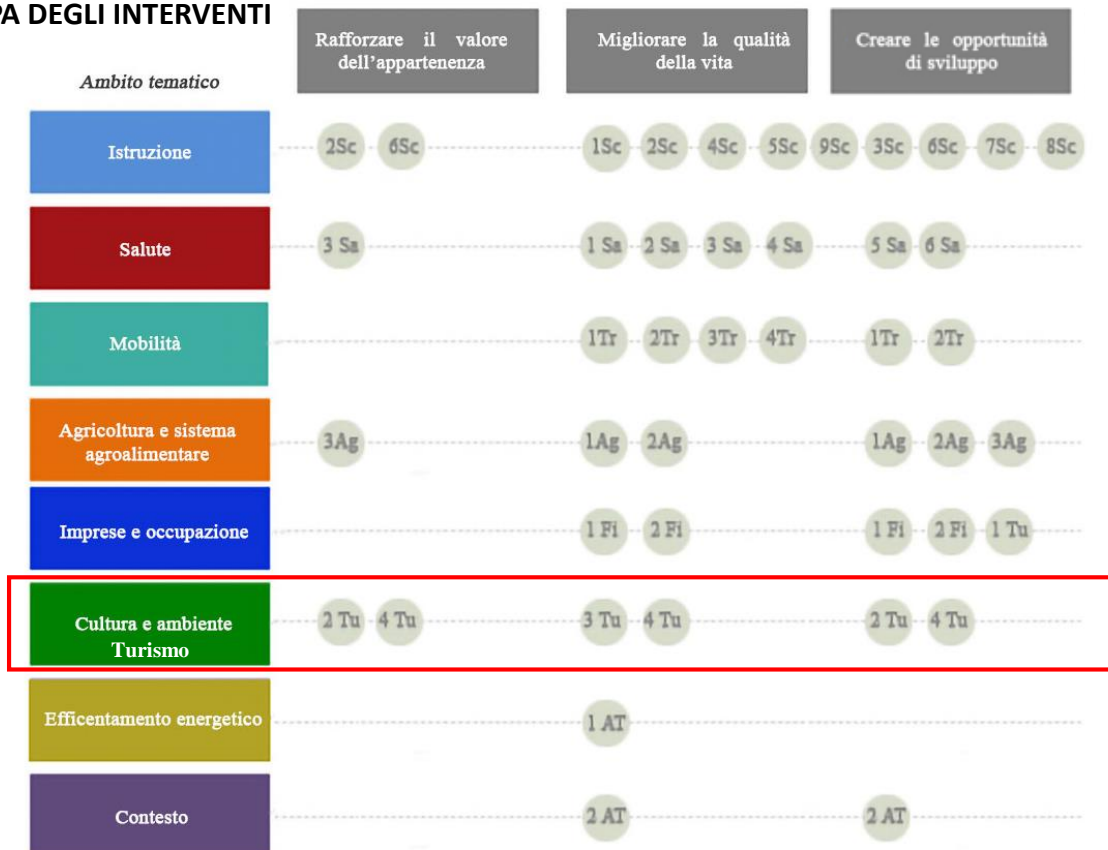 PA DEGLI INTERVENTI
Rafforzare il valore
dell'appartenenza
Migliorare la qualità
della vita
Creare le opportunità
di sviluppo
Ambito tematico
Istruzione
2Sc 6Sc 1Sc 2Sc 4Sc 5Sc 9Sc 3Sc 6Sc 7Sc 8Sc
Salute
3 Sa 1 Sa 2 Sa 3 Sa 4 Sa 5 Sa 6 Sa
Mobilità
1Tr 2Tr 3Tr 4Tr 1Tr 2Tr
Agricoltura e sistema
agroalimentare
3Ag 1Ag 2Ag 1Ag 2Ag 3Ag
Imprese e occupazione
1 Fi 2 Fi 1 Fi 2 Fi 1 Tu
Cultura e ambiente
Turismo
2 Tu 4 Tu 3 Tu 4 Tu 2 Tu 4 Tu
Efficentamento energetico
1 AT
Contesto
2 AT 2 AT